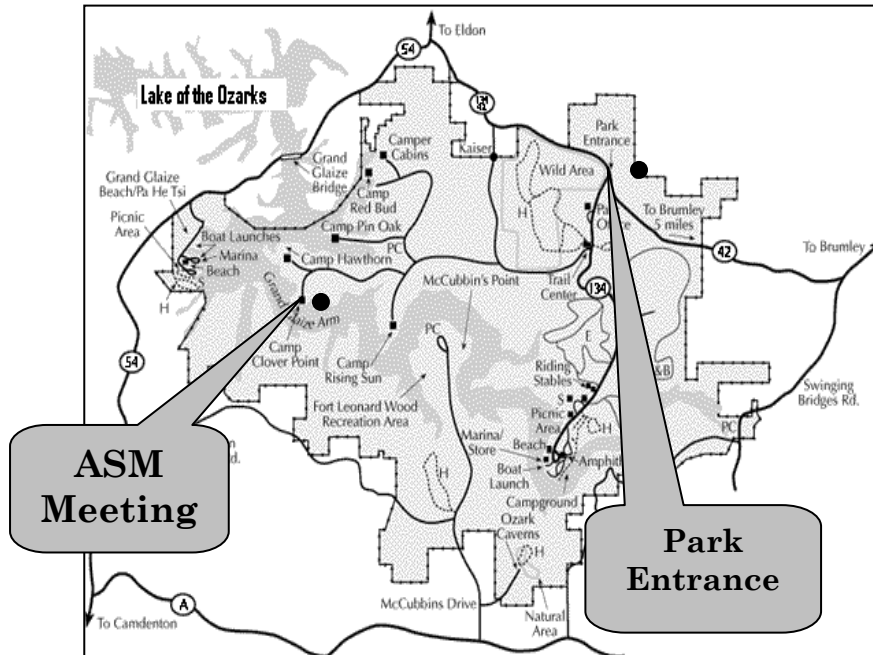 To Eldon
54
Lake of the Ozarks
134
42
Park
Entrance
Camper
Cabins
Kaiser
Wild Area
Grand
Glaize
Bridge
Grand Glaize
Beach/Pa He Tsi
Camp
Red Bud
H
To Brumley
5 miles
Picnic
Area
Camp Pin Oak
PC
Boat Launches
Marina
Beach
Camp Hawthorn
McCubbin's Point
Trail
Center
42
To Brumley
S
H
Grand Glaize Arm
134
Camp
Clover Point
Camp
Rising Sun
PC
54
Riding
Stables
Fort Leonard Wood
Recreation Area
S
Picnic
Area
H
Swinging
Bridges Rd.
PC
ASM
Meeting
Marina/
Store
Beach
Boat
Launch
H
Campground
Ozark
Caverns
H
Park
Entrance
McCubbins Drive
Natural
Area
A
To Camdenton